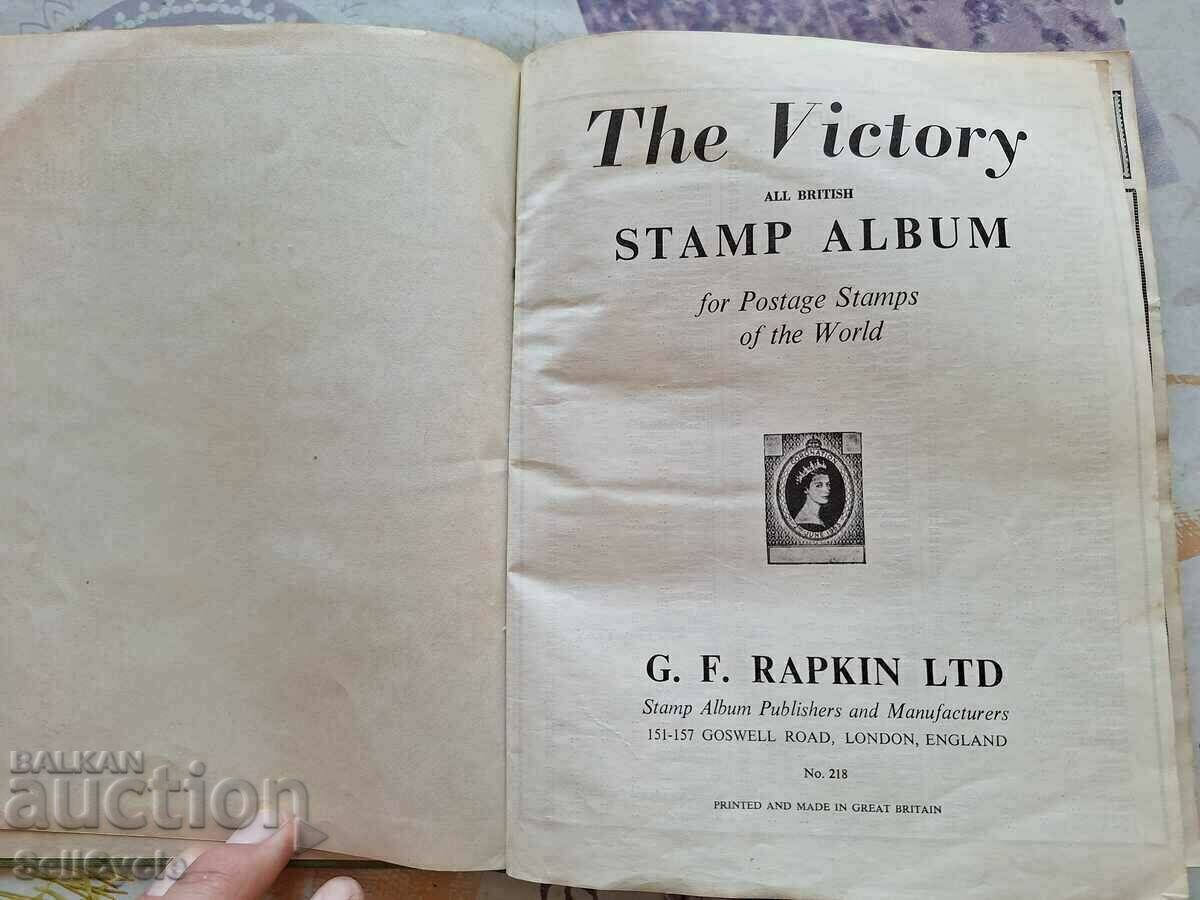 The Victory
ALL BRITISH
STAMP ALBUM
for Postage Stamps
of the World
CORONATION
JUNE
G. F. RAPKIN LTD
Stamp Album Publishers and Manufacturers
151-157 GOSWELL ROAD, LONDON, ENGLAND
No. 218
PRINTED AND MADE IN GREAT BRITAIN
BALKAN
auction